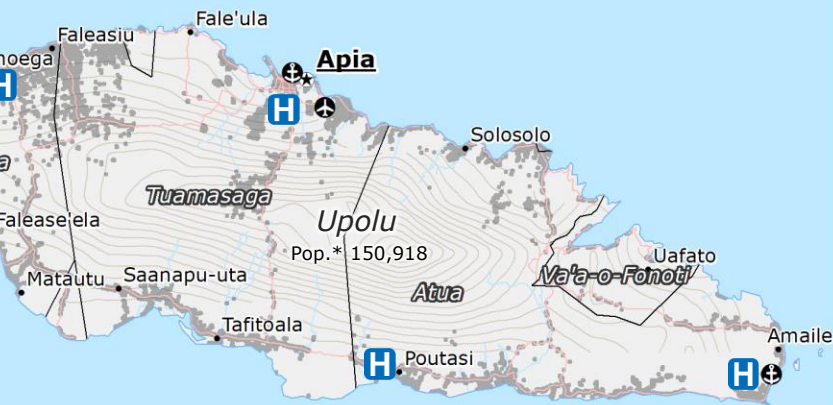 Fale'ula
Faleasiu
Apia
H
H
Solosolo
Tuamasaga
Upolu
Falease'ela
Pop.* 150,918
Uafato
Va'a-o-Fonoti
Matautu
Saanapu-uta
Atua
Tafitoala
Amaile
H
Poutasi
H